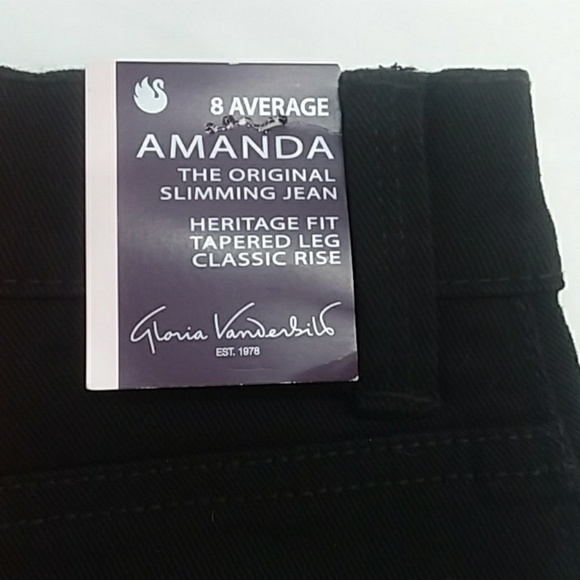 8 AVERAGE
AMANDA
THE ORIGINAL
SLIMMING JEAN
HERITAGE FIT
TAPERED LEG
CLASSIC RISE
Gloria Vanderbilt
EST. 1978